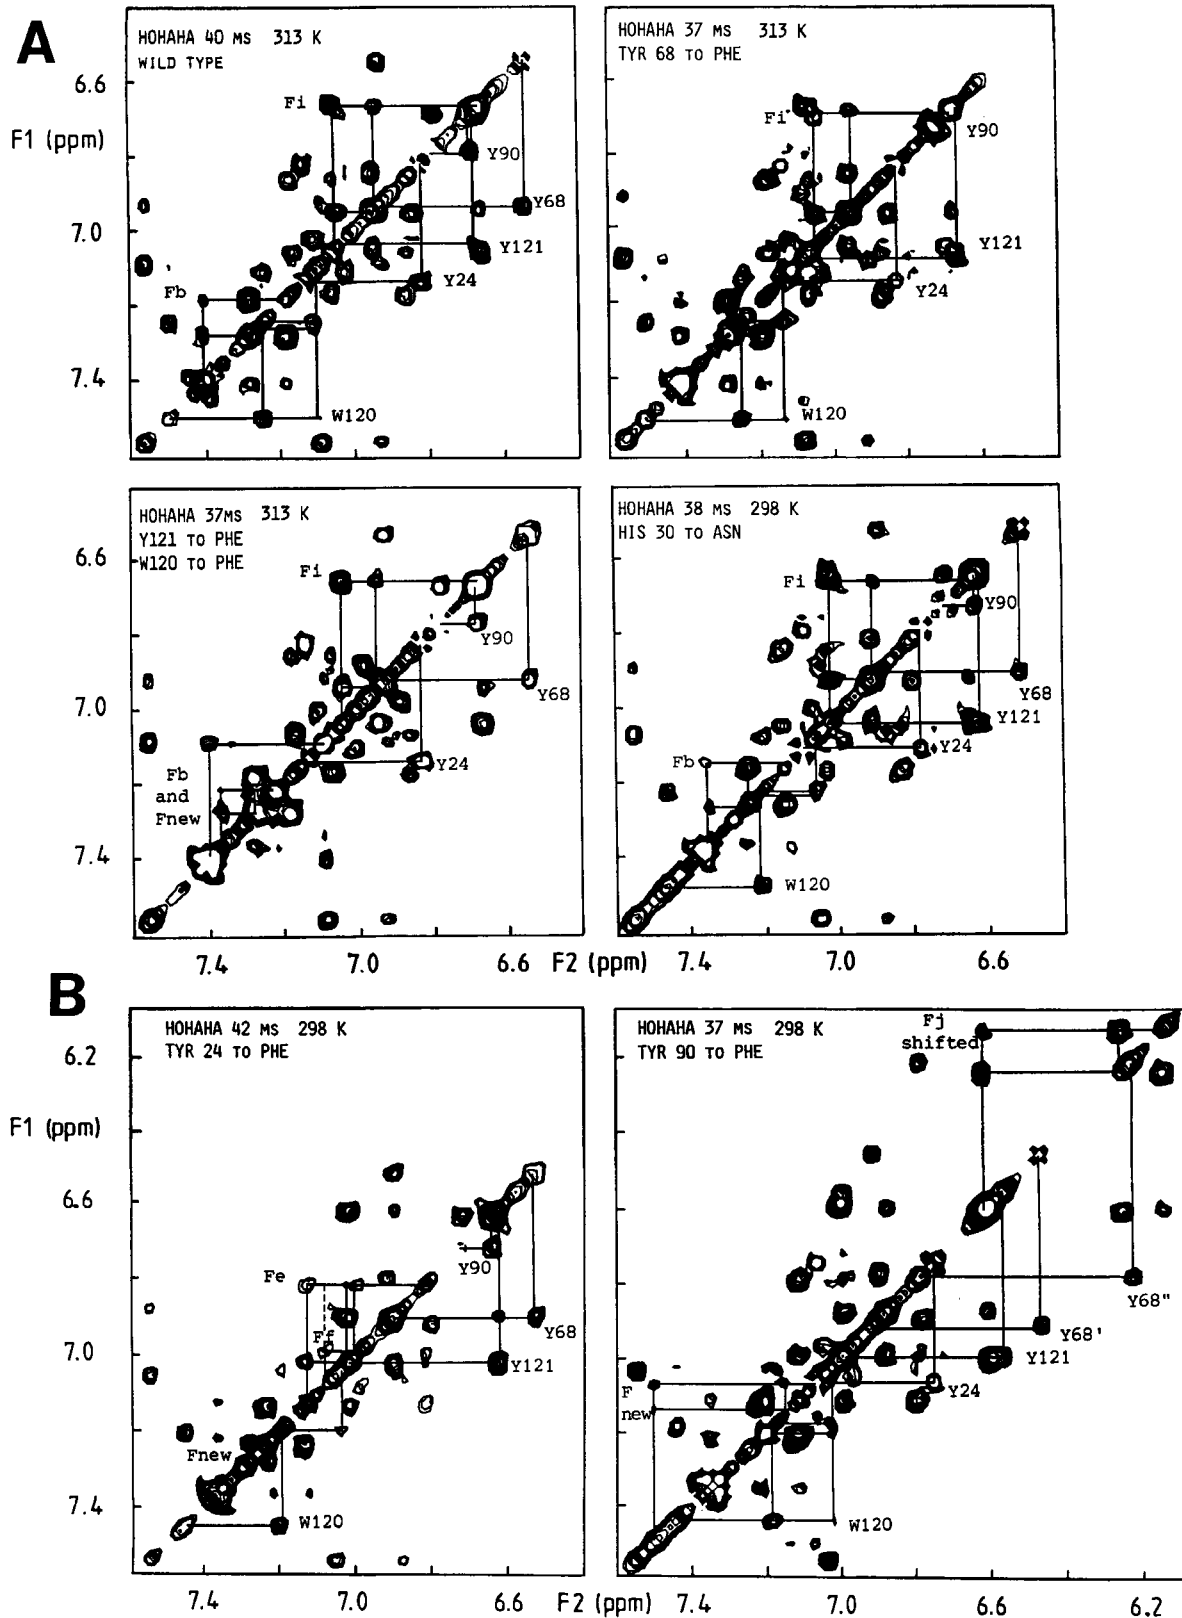 A
HOHAHA 40 MS 313 K
WILD TYPE
6.6
Fi
F1 (ppm)
Y90
Y68
7.0
Y121
Y24
Fb
7.4
W120
HOHAHA 37 MS 313 K
TYR 68 TO PHE
Fi
Y90
Y121
Y24
W120
HOHAHA 37MS 313 K
Y121 TO PHE
W120 TO PHE
6.6
Fi
Y90
Y68
7.0
Y24
Fb
and
Fnew
7.4
HOHAHA 38 MS 298 K
HIS 30 TO ASN
Fi
Y90
Y68
Y121
Y24
Fb
W120
7.4 7.0 6.6 F2 (ppm) 7.4 7.0 6.6
B
HOHAHA 42 MS 298 K
TYR 24 TO PHE
6.2
F1 (ppm)
6.6
Y90
Fe
Ff
Y68
7.0
Y121
Fnew
7.4
W120
HOHAHA 37 MS 298 K
TYR 90 TO PHE
Fj
shifted
Y68"
Y68'
Y121
Y24
F
new
W120
7.4 7.0 6.6 F2 (ppm) 7.4 7.0 6.6 6.2